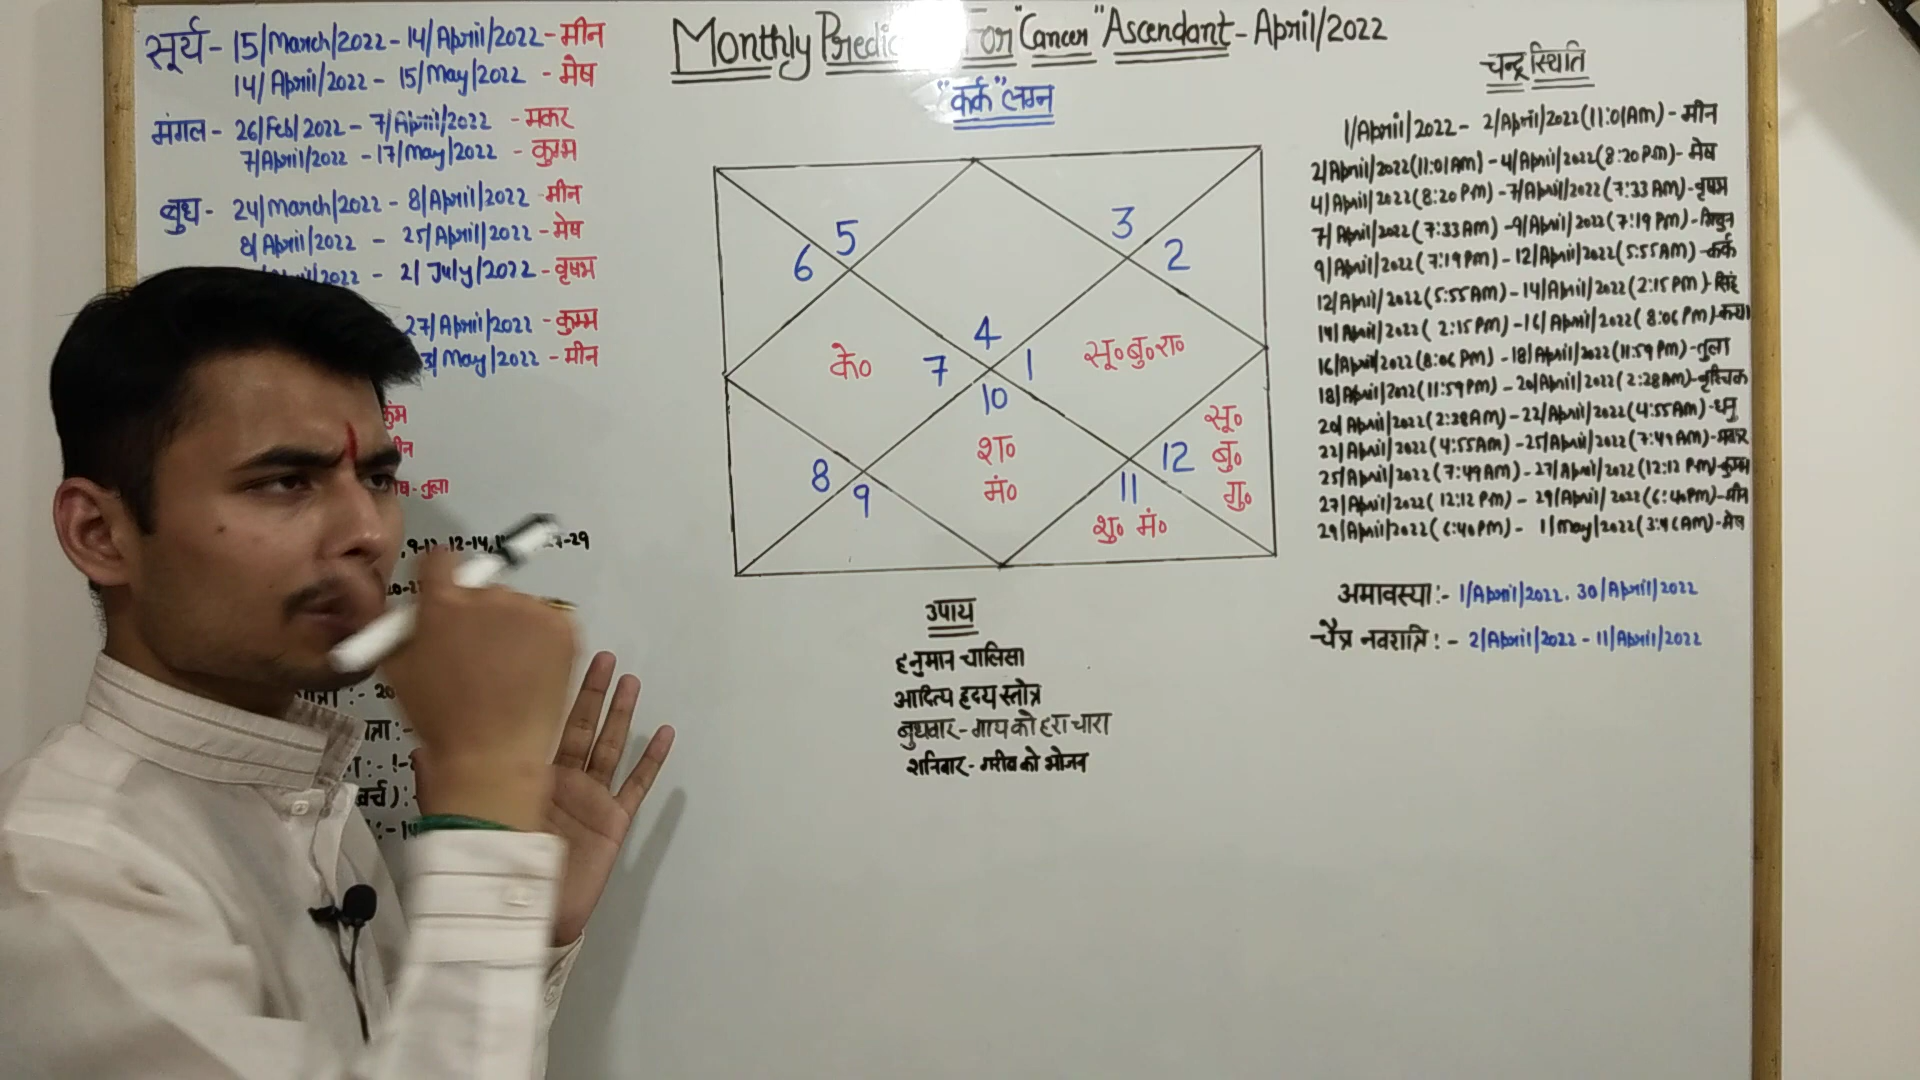 Monthly Predic For "Cancer" Ascendant - April/2022
"कर्क" लग्न
सूर्य - 15/March/2022 - 14/April/2022 - मीन
14/April/2022 - 15/May/2022 - मेष
मंगल - 26/Feb/2022 - 7/April/2022 - मकर
7/April/2022 - 17/May/2022 - कुम्भ
बुध - 24/March/2022 - 8/April/2022 - मीन
8/April/2022 - 25/April/2022 - मेष
/2022 - 2/July/2022 - वृषभ
27/April/2022 - कुम्भ
/May/2022 - मीन
कुंभ
मीन
- तुला
9-12, 12-14, 27-29
5
6
3
2
4
7
1
10
8
9
11
12
के०
सू० बु० रा०
श०
मं०
शु० मं०
सू०
बु०
गु०
उपाय
हनुमान चालिसा
आदित्य हृदय स्तोत्र
बुधवार - गाय को हरा चारा
शनिवार - गरीब को भोजन
चन्द्र स्थिति
1/April/2022 - 2/April/2022 (11:01AM) - मीन
2/April/2022 (11:01AM) - 4/April/2022 (8:20PM) - मेष
4/April/2022 (8:20PM) - 7/April/2022 (7:33AM) - वृषभ
7/April/2022 (7:33AM) - 9/April/2022 (7:19PM) - मिथुन
9/April/2022 (7:19PM) - 12/April/2022 (5:55AM) - कर्क
12/April/2022 (5:55AM) - 14/April/2022 (2:15PM) - सिंह
14/April/2022 (2:15PM) - 16/April/2022 (8:06PM) - कन्या
16/April/2022 (8:06PM) - 18/April/2022 (11:59PM) - तुला
18/April/2022 (11:59PM) - 20/April/2022 (2:28AM) - वृश्चिक
20/April/2022 (2:28AM) - 22/April/2022 (4:55AM) - धनु
22/April/2022 (4:55AM) - 25/April/2022 (7:49AM) - मकर
25/April/2022 (7:49AM) - 27/April/2022 (12:12PM) - कुम्भ
27/April/2022 (12:12PM) - 29/April/2022 (6:40PM) - मीन
29/April/2022 (6:40PM) - 1/May/2022 (3:46AM) - मेष
अमावस्या :- 1/April/2022. 30/April/2022
चैत्र नवरात्रि :- 2/April/2022 - 11/April/2022